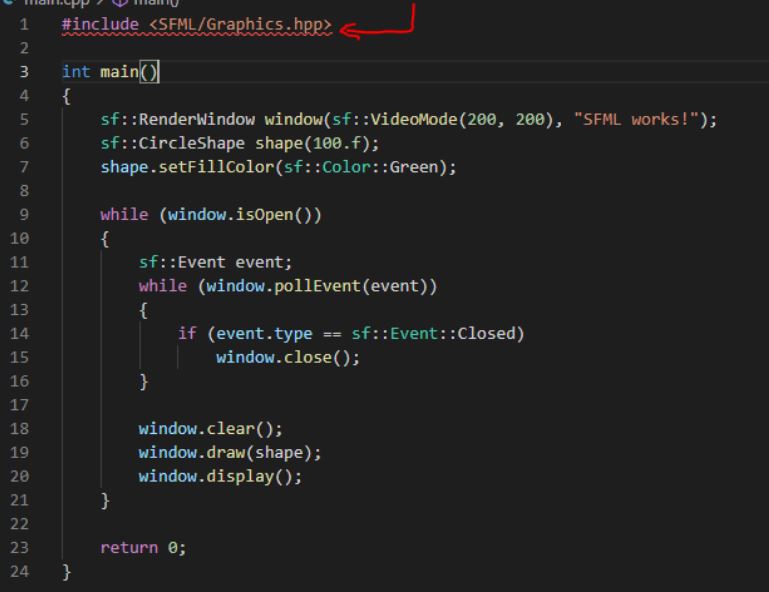 main.cpp > main()
1 #include <SFML/Graphics.hpp>
2
3 int main()
4 {
5     sf::RenderWindow window(sf::VideoMode(200, 200), "SFML works!");
6     sf::CircleShape shape(100.f);
7     shape.setFillColor(sf::Color::Green);
8
9     while (window.isOpen())
10     {
11         sf::Event event;
12         while (window.pollEvent(event))
13         {
14             if (event.type == sf::Event::Closed)
15                 window.close();
16         }
17
18         window.clear();
19         window.draw(shape);
20         window.display();
21     }
22
23     return 0;
24 }